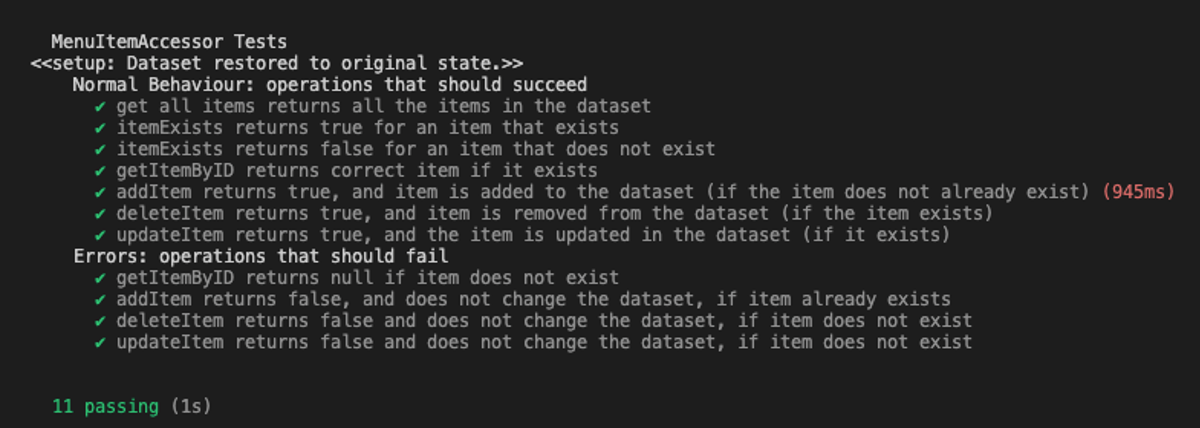 MenuItemAccessor Tests
<<setup: Dataset restored to original state.>>
Normal Behaviour: operations that should succeed
✔ get all items returns all the items in the dataset
✔ itemExists returns true for an item that exists
✔ itemExists returns false for an item that does not exist
✔ getItemByID returns correct item if it exists
✔ addItem returns true, and item is added to the dataset (if the item does not already exist) (945ms)
✔ deleteItem returns true, and item is removed from the dataset (if the item exists)
✔ updateItem returns true, and the item is updated in the dataset (if it exists)
Errors: operations that should fail
✔ getItemByID returns null if item does not exist
✔ addItem returns false, and does not change the dataset, if item already exists
✔ deleteItem returns false and does not change the dataset, if item does not exist
✔ updateItem returns false and does not change the dataset, if item does not exist
11 passing (1s)